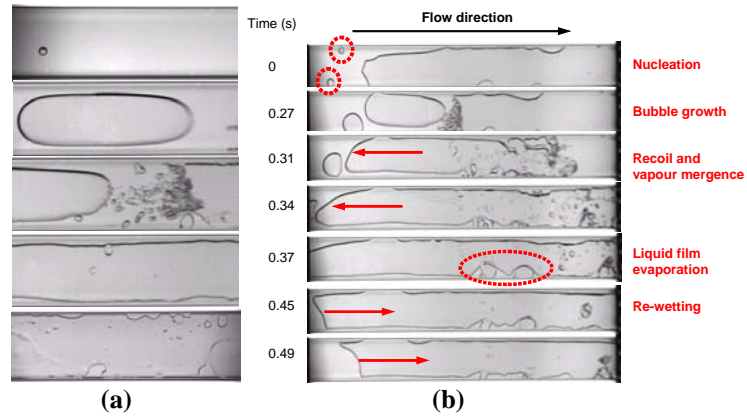 Time (s)
Flow direction
0
Nucleation
0.27
Bubble growth
0.31
Recoil and
vapour mergence
0.34
0.37
Liquid film
evaporation
0.45
Re-wetting
0.49
(a)
(b)